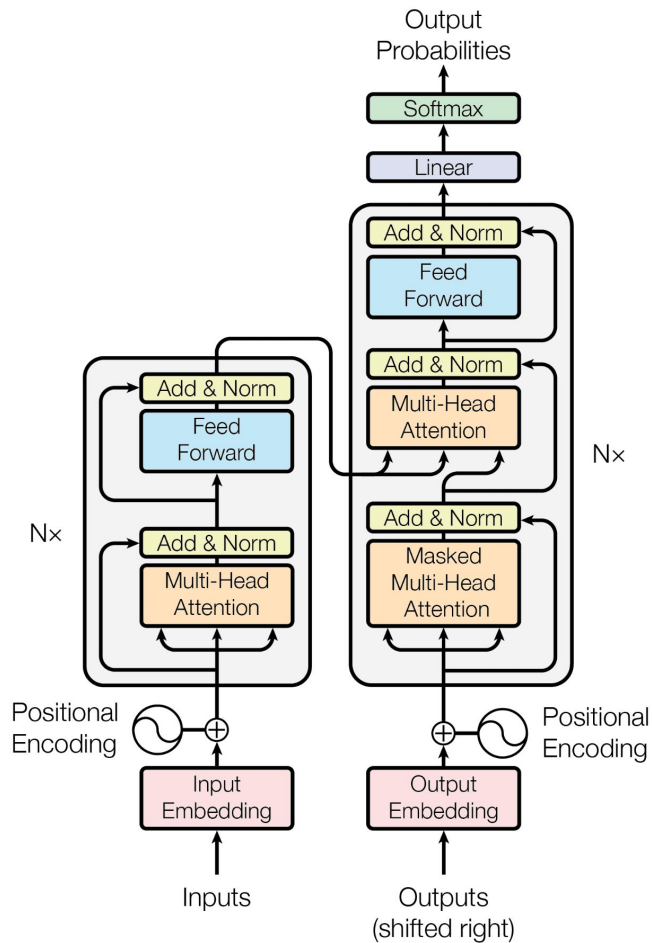 Output
Probabilities
Softmax
Linear
Add & Norm
Feed
Forward
Add & Norm
Multi-Head
Attention
Add & Norm
Masked
Multi-Head
Attention
Nx
Add & Norm
Feed
Forward
Add & Norm
Multi-Head
Attention
N×
Positional
Encoding
Positional
Encoding
Input
Embedding
Output
Embedding
Inputs
Outputs
(shifted right)